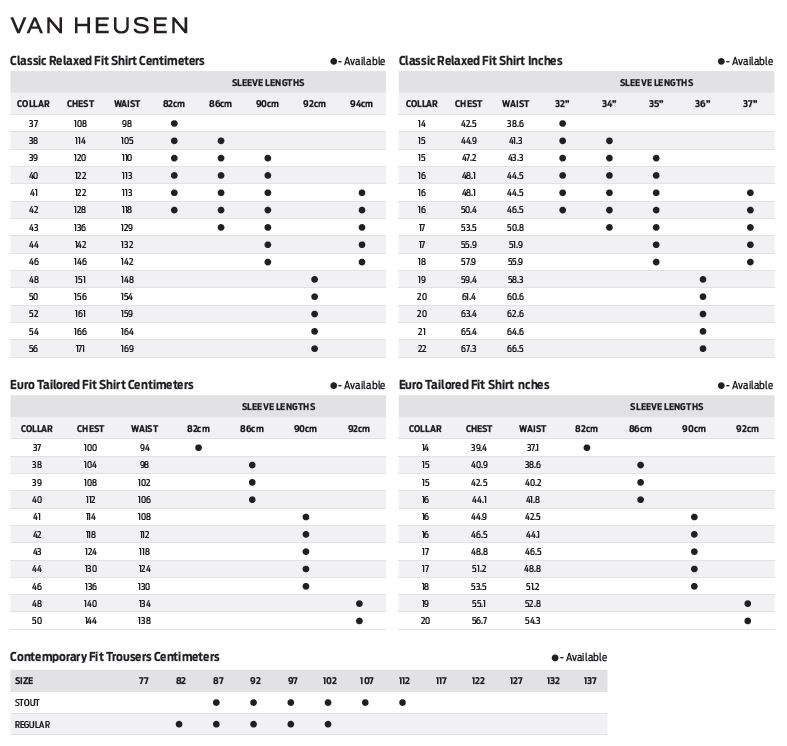 VAN HEUSEN
Classic Relaxed Fit Shirt Centimeters ●- Available
SLEEVE LENGTHS
COLLAR CHEST WAIST 82cm 86cm 90cm 92cm 94cm
37 108 98 ●
38 114 105 ● ●
39 120 110 ● ● ●
40 122 113 ● ● ●
41 122 113 ● ● ● ●
42 128 118 ● ● ● ●
43 136 129 ● ● ●
44 142 132 ● ●
46 146 142 ● ●
48 151 148 ●
50 156 154 ●
52 161 159 ●
54 166 164 ●
56 171 169 ●
Classic Relaxed Fit Shirt Inches ●- Available
SLEEVE LENGTHS
COLLAR CHEST WAIST 32" 34" 35" 36" 37"
14 42.5 38.6 ●
15 44.9 41.3 ● ●
15 47.2 43.3 ● ● ●
16 48.1 44.5 ● ● ●
16 48.1 44.5 ● ● ● ●
16 50.4 46.5 ● ● ● ●
17 53.5 50.8 ● ● ●
17 55.9 51.9 ● ●
18 57.9 55.9 ● ●
19 59.4 58.3 ●
20 61.4 60.6 ●
20 63.4 62.6 ●
21 65.4 64.6 ●
22 67.3 66.5 ●
Euro Tailored Fit Shirt Centimeters ●- Available
SLEEVE LENGTHS
COLLAR CHEST WAIST 82cm 86cm 90cm 92cm
37 100 94 ●
38 104 98 ●
39 108 102 ●
40 112 106 ●
41 114 108 ●
42 118 112 ●
43 124 118 ●
44 130 124 ●
46 136 130 ●
48 140 134 ●
50 144 138 ●
Euro Tailored Fit Shirt nches ●- Available
SLEEVE LENGTHS
COLLAR CHEST WAIST 82cm 86cm 90cm 92cm
14 39.4 37.1 ●
15 40.9 38.6 ●
15 42.5 40.2 ●
16 44.1 41.8 ●
16 44.9 42.5 ●
16 46.5 44.1 ●
17 48.8 46.5 ●
17 51.2 48.8 ●
18 53.5 51.2 ●
19 55.1 52.8 ●
20 56.7 54.3 ●
Contemporary Fit Trousers Centimeters ●- Available
SIZE 77 82 87 92 97 102 107 112 117 122 127 132 137
STOUT ● ● ● ● ● ●
REGULAR ● ● ● ● ●